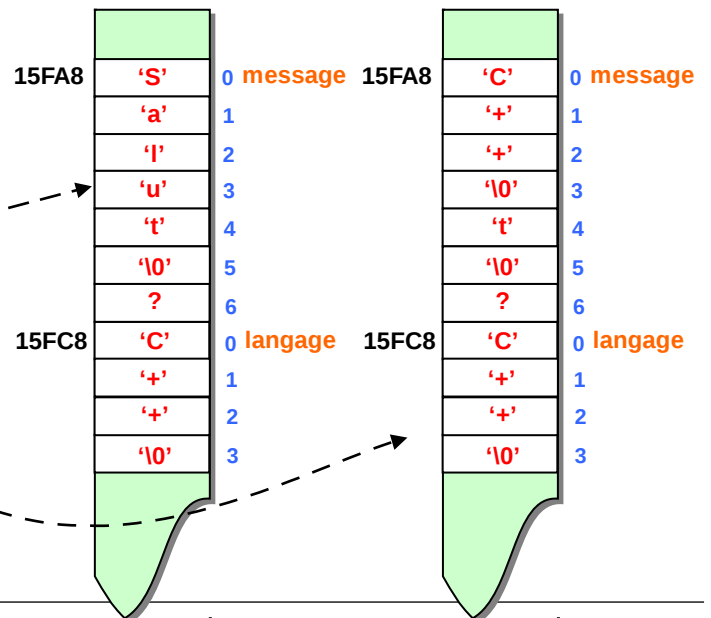 15FA8 ‘S’ 0 message 15FA8 ‘C’ 0 message
‘a’ 1 ‘+’ 1
‘l’ 2 ‘+’ 2
‘u’ 3 ‘\0’ 3
‘t’ 4 ‘t’ 4
‘\0’ 5 ‘\0’ 5
? 6 ? 6
15FC8 ‘C’ 0 langage 15FC8 ‘C’ 0 langage
‘+’ 1 ‘+’ 1
‘+’ 2 ‘+’ 2
‘\0’ 3 ‘\0’ 3